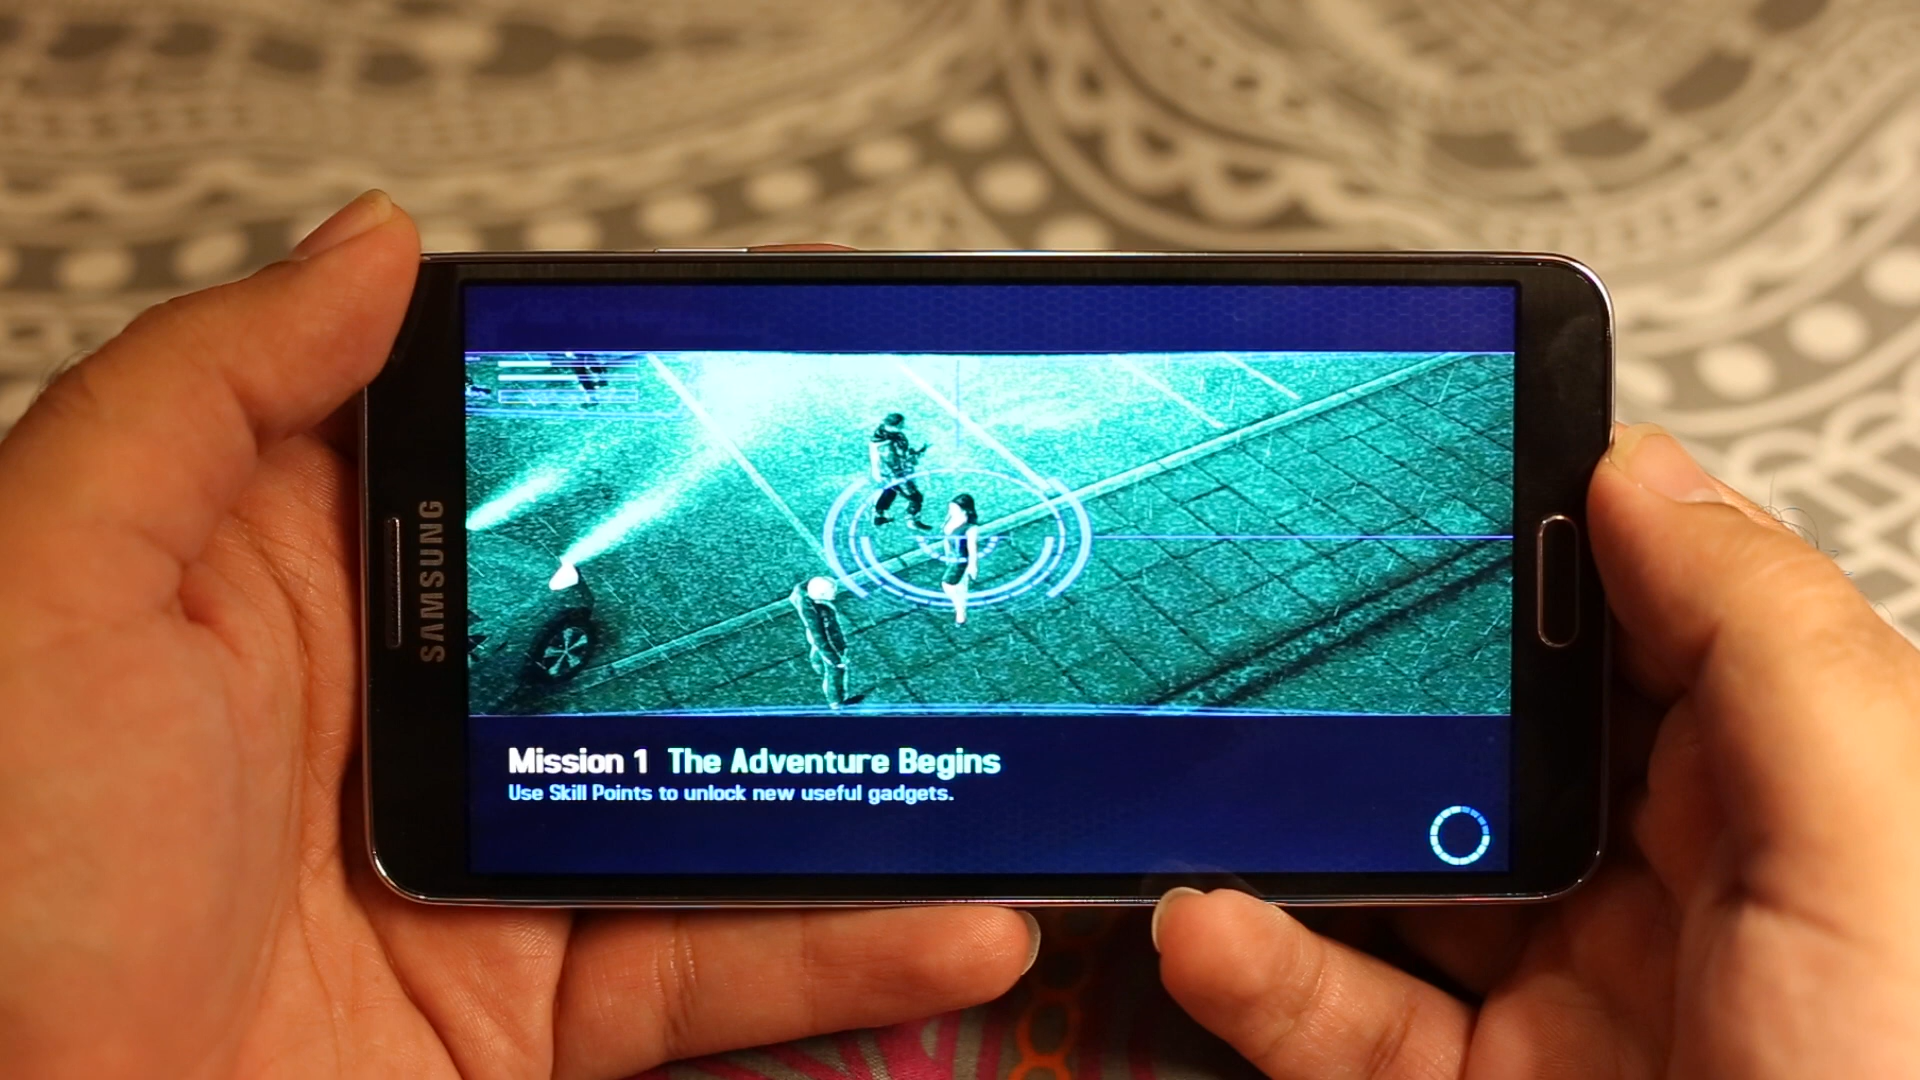 SAMSUNG
Mission 1 The Adventure Begins
Use Skill Points to unlock new useful gadgets.